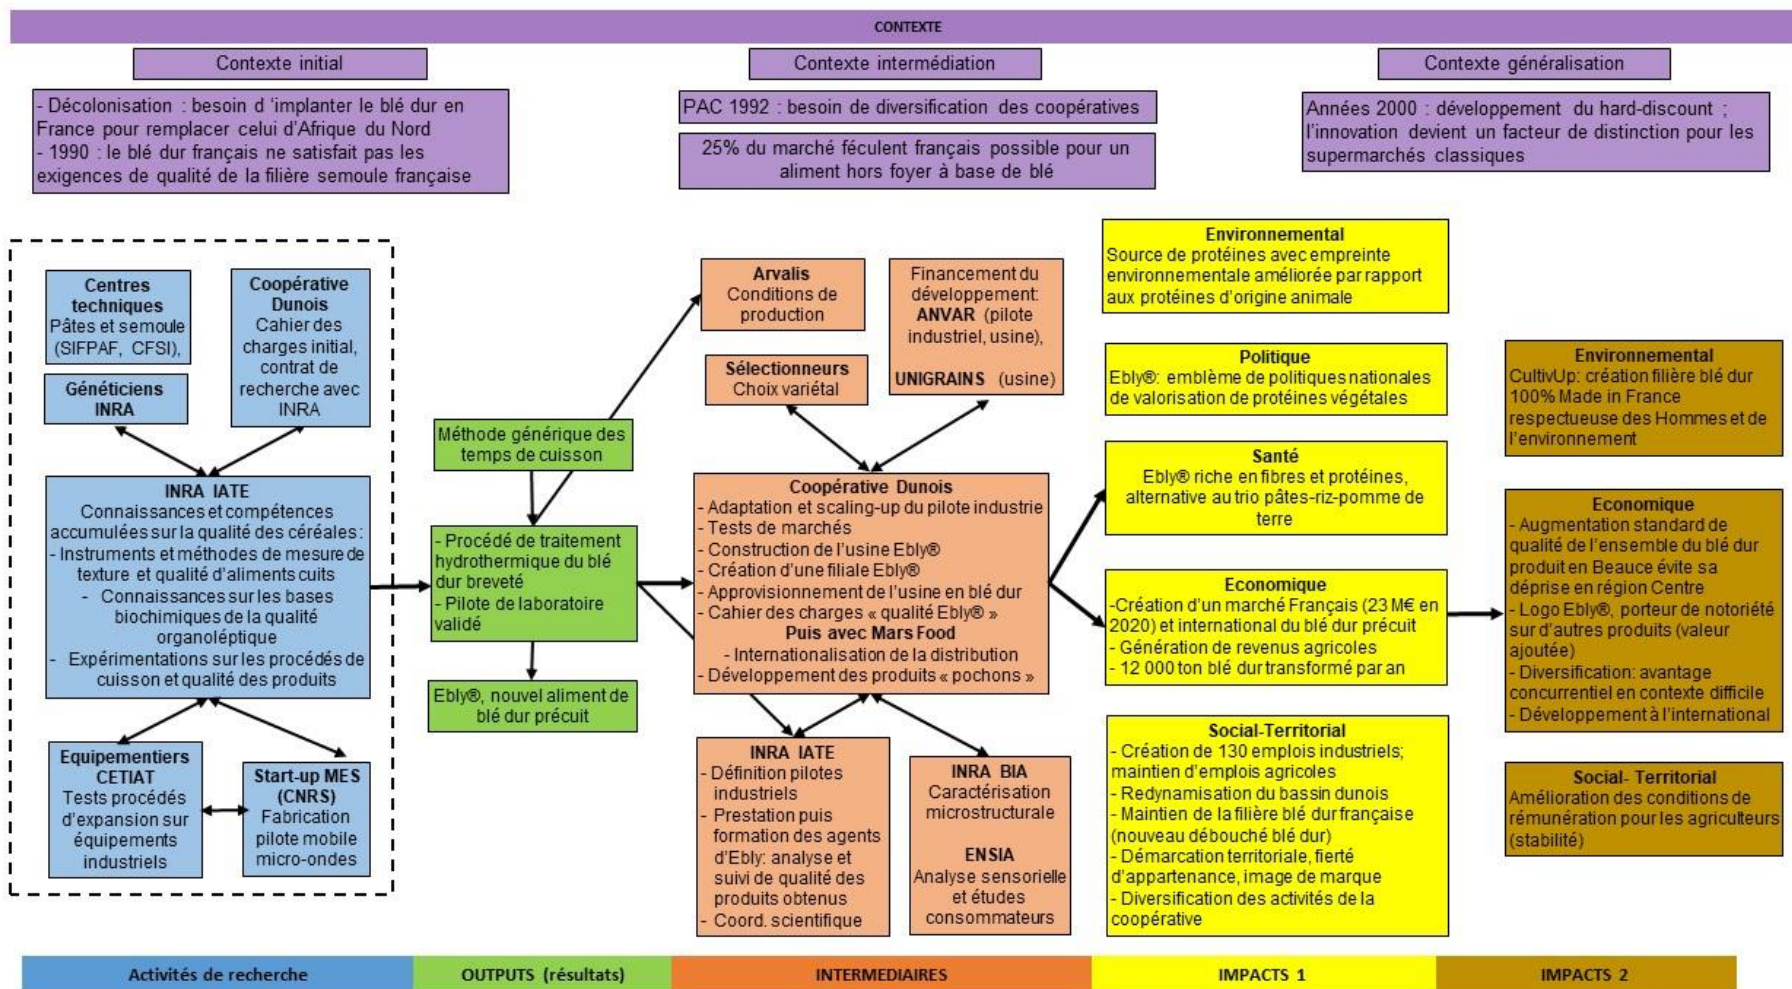 CONTEXTE
Contexte initial
- Décolonisation : besoin d 'implanter le blé dur en
France pour remplacer celui d'Afrique du Nord
- 1990 : le blé dur français ne satisfait pas les
exigences de qualité de la filière semoule française
Contexte intermédiation
PAC 1992 : besoin de diversification des coopératives
25% du marché féculent français possible pour un
aliment hors foyer à base de blé
Contexte généralisation
Années 2000 : développement du hard-discount ;
l'innovation devient un facteur de distinction pour les
supermarchés classiques
Centres
techniques
Pâtes et semoule
(SIFPAF, CFSI),
Coopérative
Dunois
Cahier des
charges initial,
contrat de
recherche avec
INRA
Généticiens
INRA
INRA IATE
Connaissances et compétences
accumulées sur la qualité des céréales :
- Instruments et méthodes de mesure de
texture et qualité d'aliments cuits
- Connaissances sur les bases
biochimiques de la qualité
organoléptique
- Expérimentations sur les procédés de
cuisson et qualité des produits
Equipementiers
CETIAT
Tests procédés
d'expansion sur
équipements
industriels
Start-up MES
(CNRS)
Fabrication
pilote mobile
micro-ondes
Méthode générique des
temps de cuisson
- Procédé de traitement
hydrothermique du blé
dur breveté
- Pilote de laboratoire
validé
Ebly®, nouvel aliment de
blé dur précuit
Arvalis
Conditions de
production
Sélectionneurs
Choix variétal
Financement du
développement:
ANVAR (pilote
industriel, usine),
UNIGRAINS (usine)
Coopérative Dunois
- Adaptation et scaling-up du pilote industrie
- Tests de marchés
- Construction de l'usine Ebly®
- Création d'une filiale Ebly®
- Approvisionnement de l'usine en blé dur
- Cahier des charges « qualité Ebly® »
Puis avec Mars Food
- Internationalisation de la distribution
- Développement des produits « pochons »
INRA IATE
- Définition pilotes
industriels
- Prestation puis
formation des agents
d'Ebly: analyse et
suivi de qualité des
produits obtenus
- Coord. scientifique
INRA BIA
Caractérisation
microstructurale
ENSIA
Analyse sensorielle
et études
consommateurs
Environnemental
Source de protéines avec empreinte
environnementale améliorée par rapport
aux protéines d'origine animale
Politique
Ebly®: emblème de politiques nationales
de valorisation de protéines végétales
Santé
Ebly® riche en fibres et protéines,
alternative au trio pâtes-riz-pomme de
terre
Economique
-Création d'un marché Français (23 M€ en
2020) et international du blé dur précuit
- Génération de revenus agricoles
- 12 000 ton blé dur transformé par an
Social-Territorial
- Création de 130 emplois industriels;
maintien d'emplois agricoles
- Redynamisation du bassin dunois
- Maintien de la filière blé dur française
(nouveau débouché blé dur)
- Démarcation territoriale, fierté
d'appartenance, image de marque
- Diversification des activités de la
coopérative
Environnemental
CultivUp: création filière blé dur
100% Made in France
respectueuse des Hommes et de
l'environnement
Economique
- Augmentation standard de
qualité de l'ensemble du blé dur
produit en Beauce évite sa
déprise en région Centre
- Logo Ebly®, porteur de notoriété
sur d'autres produits (valeur
ajoutée)
- Diversification: avantage
concurrentiel en contexte difficile
- Développement à l'international
Social- Territorial
Amélioration des conditions de
rémunération pour les agriculteurs
(stabilité)
Activités de recherche
OUTPUTS (résultats)
INTERMEDIAIRES
IMPACTS 1
IMPACTS 2